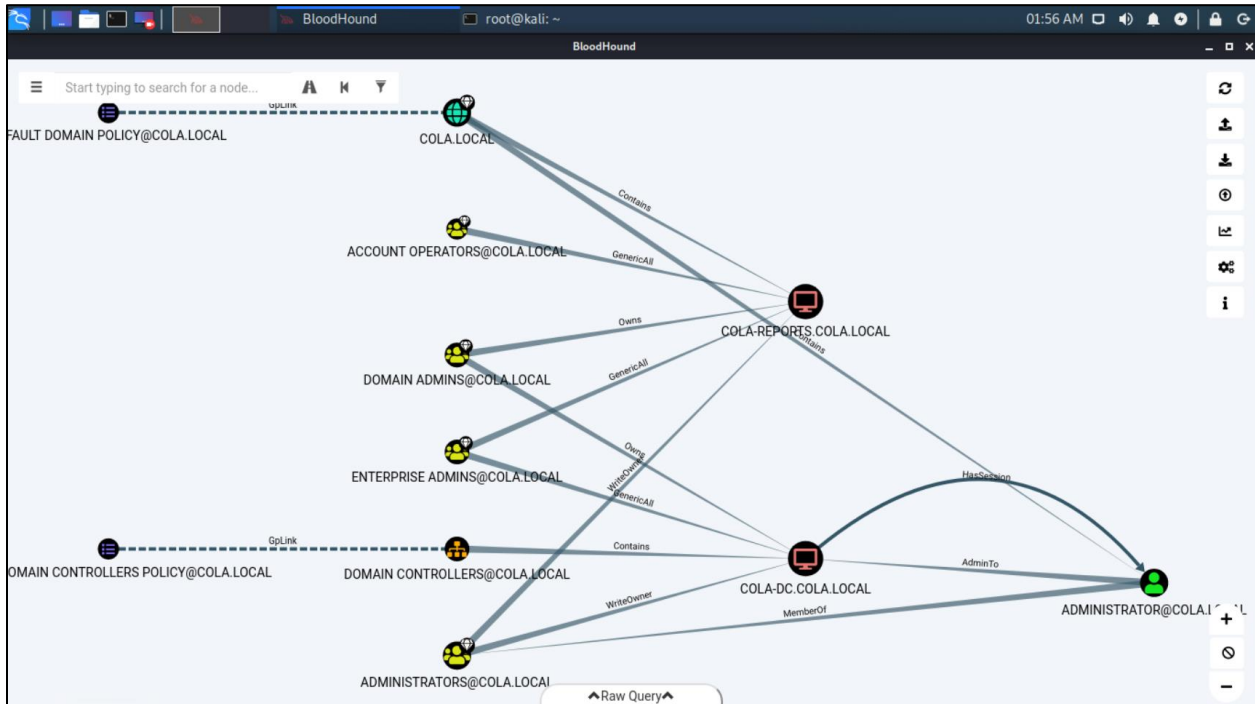 BloodHound
root@kali: ~
01:56 AM
BloodHound
Start typing to search for a node...
GpLink
FAULT DOMAIN POLICY@COLA.LOCAL
COLA.LOCAL
Contains
ACCOUNT OPERATORS@COLA.LOCAL
GenericAll
Owns
COLA-REPORTS.COLA.LOCAL
Contains
DOMAIN ADMINS@COLA.LOCAL
GenericAll
Owns
WriteOwner
ENTERPRISE ADMINS@COLA.LOCAL
GenericAll
HasSession
GpLink
Contains
OMAIN CONTROLLERS POLICY@COLA.LOCAL
DOMAIN CONTROLLERS@COLA.LOCAL
COLA-DC.COLA.LOCAL
AdminTo
WriteOwner
MemberOf
ADMINISTRATOR@COLA.LOCAL
ADMINISTRATORS@COLA.LOCAL
Raw Query